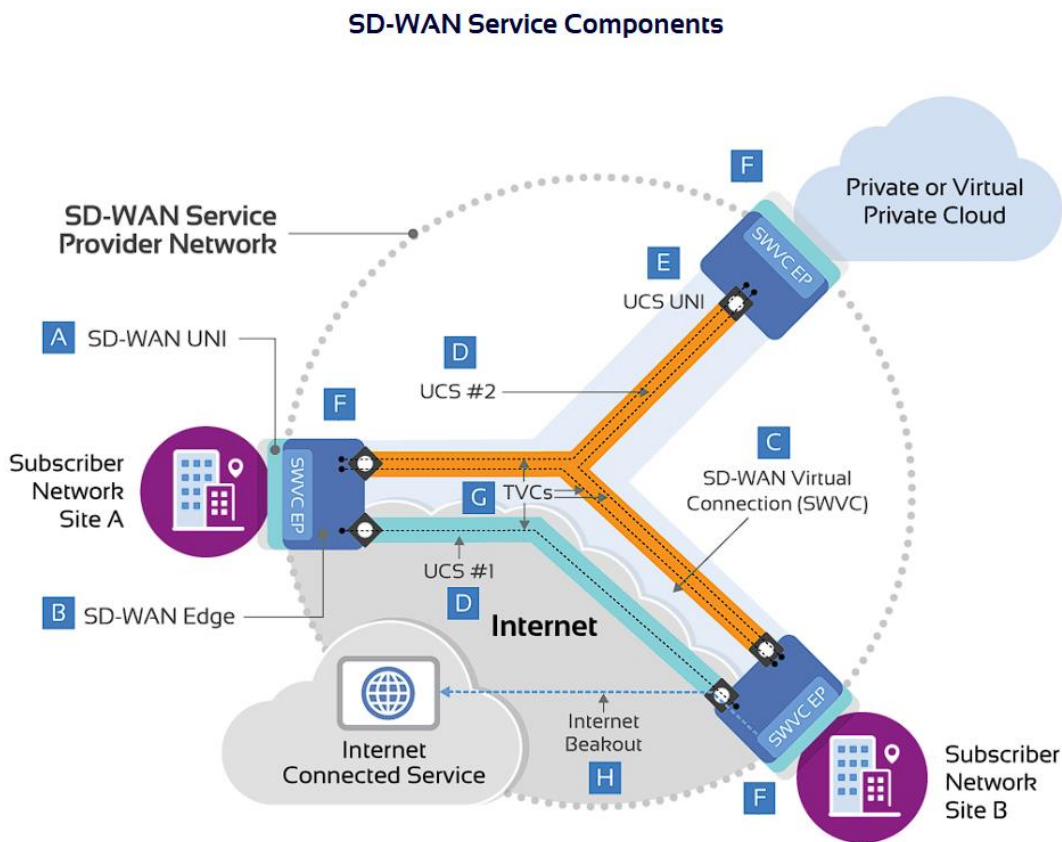 SD-WAN Service Components
F
Private or Virtual
Private Cloud
SD-WAN Service
Provider Network
SWVC EP
E
UCS UNI
A SD-WAN UNI
D
UCS #2
F
C
SD-WAN Virtual
Connection (SWVC)
Subscriber
Network
Site A
SWVC EP
G
TVCs
UCS #1
D
B SD-WAN Edge
Internet
Internet
Connected Service
Internet
Beakout
H
SWVC EP
F
Subscriber
Network
Site B